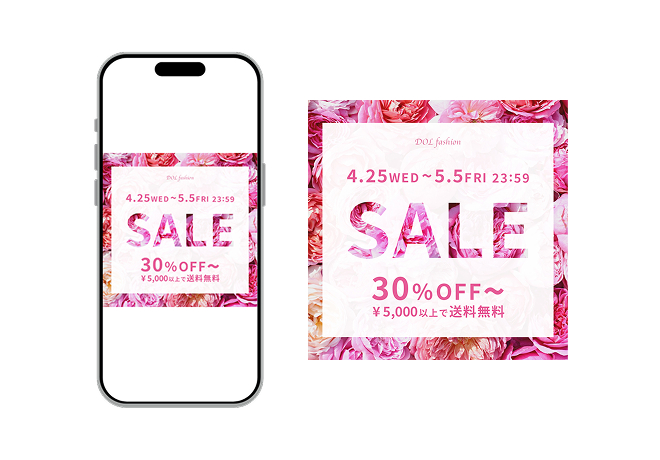 DOL fashion
4.25WED~5.5FRI 23:59
SALE
30%OFF~
¥5,000以上で送料無料
DOL fashion
4.25WED~5.5FRI 23:59
SALE
30%OFF~
¥5,000以上で送料無料